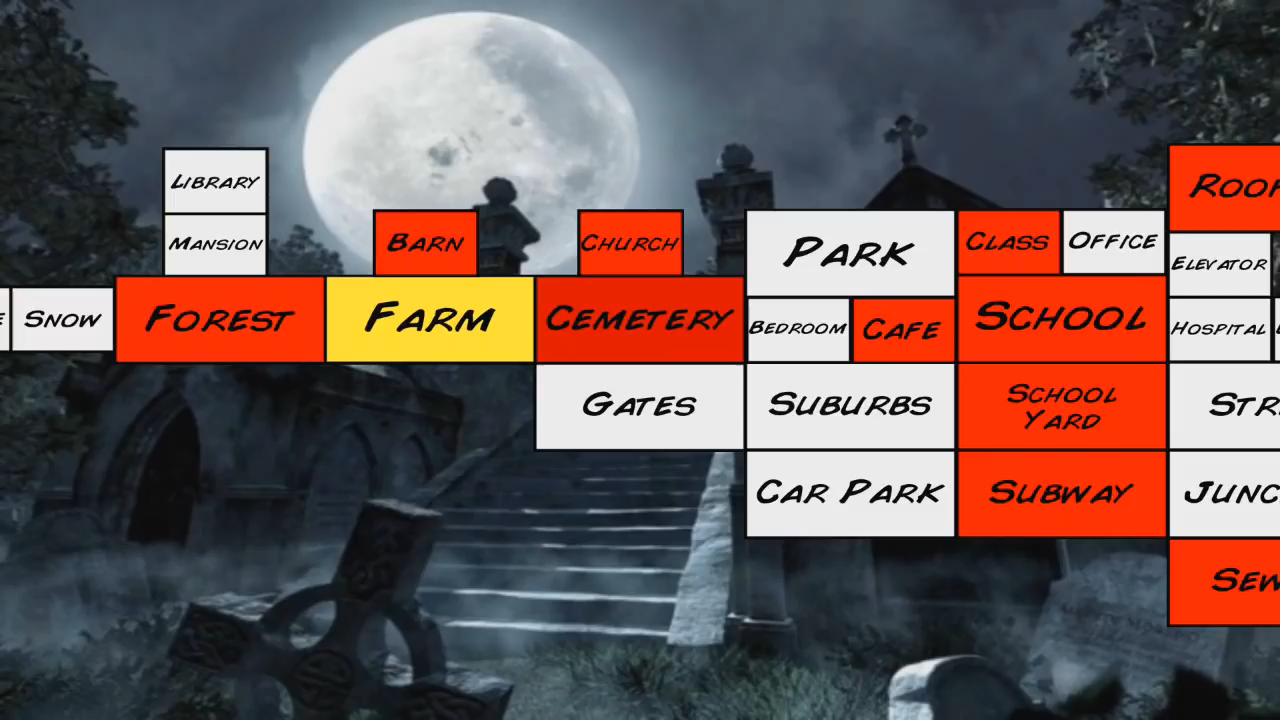 LIBRARY
MANSION
BARN
CHURCH
PARK
CLASS
OFFICE
ELEVATOR
SNOW
FOREST
FARM
CEMETERY
BEDROOM
CAFE
SCHOOL
HOSPITAL
GATES
SUBURBS
SCHOOL
YARD
CAR PARK
SUBWAY